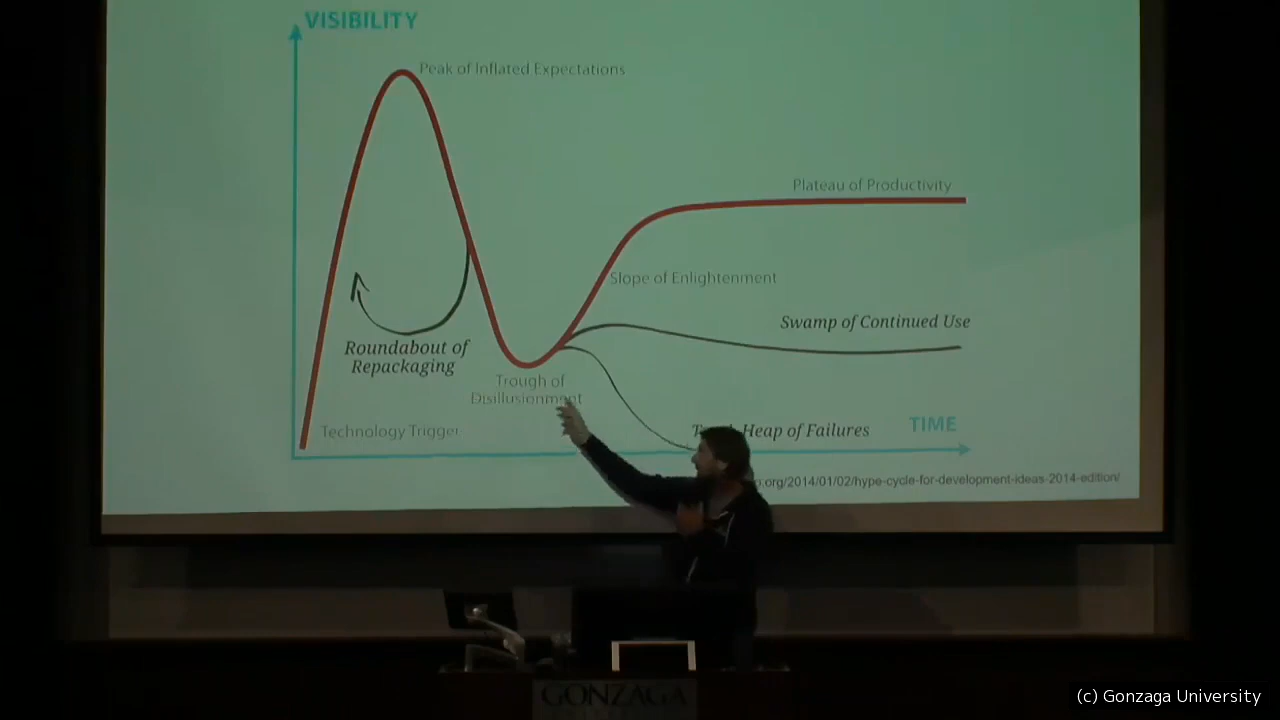 VISIBILITY
Peak of Inflated Expectations
Plateau of Productivity
Slope of Enlightenment
Swamp of Continued Use
Roundabout of
Repackaging
Trough of
Disillusionment
Technology Trigger
Heap of Failures
TIME
.org/2014/01/02/hype-cycle-for-development-ideas-2014-edition/
GONZAGA
(c) Gonzaga University